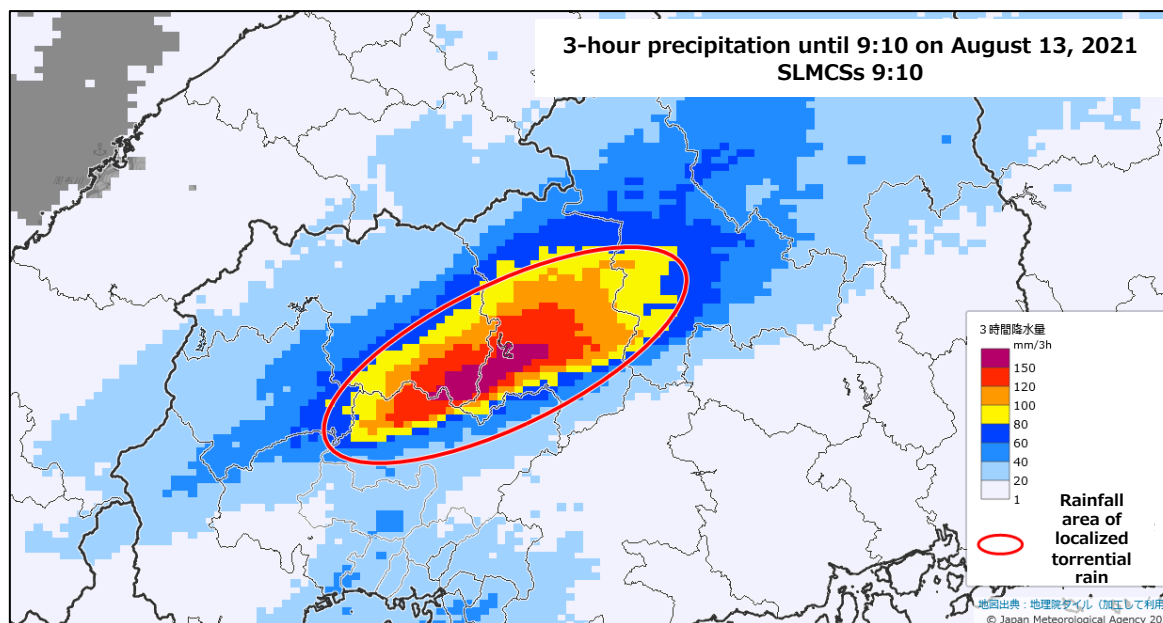 3-hour precipitation until 9:10 on August 13, 2021
SLMCSs 9:10
3時間降水量
mm/3h
150
120
100
80
60
40
20
1
Rainfall
area of
localized
torrential
rain
地図出典：地理院タイル（加工して利用
© Japan Meteorological Agency 20